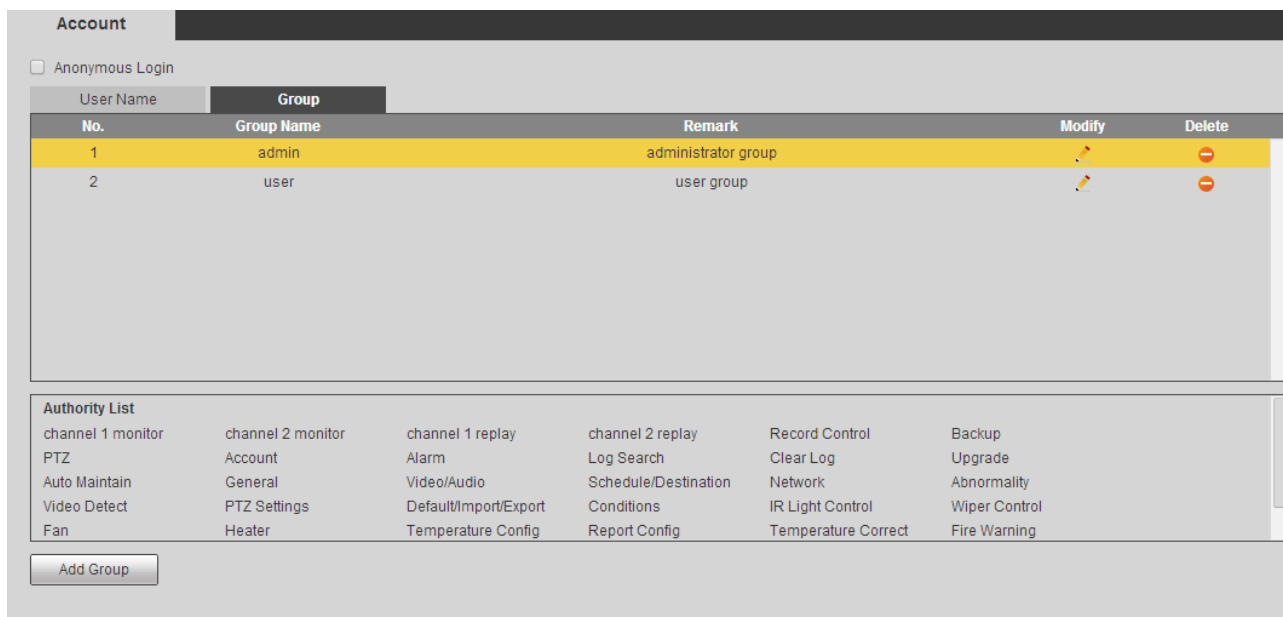 Account
Anonymous Login
User Name Group
No. Group Name Remark Modify Delete
1 admin administrator group
2 user user group
Authority List
channel 1 monitor channel 2 monitor channel 1 replay channel 2 replay Record Control Backup
PTZ Account Alarm Log Search Clear Log Upgrade
Auto Maintain General Video/Audio Schedule/Destination Network Abnormality
Video Detect PTZ Settings Default/Import/Export Conditions IR Light Control Wiper Control
Fan Heater Temperature Config Report Config Temperature Correct Fire Warning
Add Group